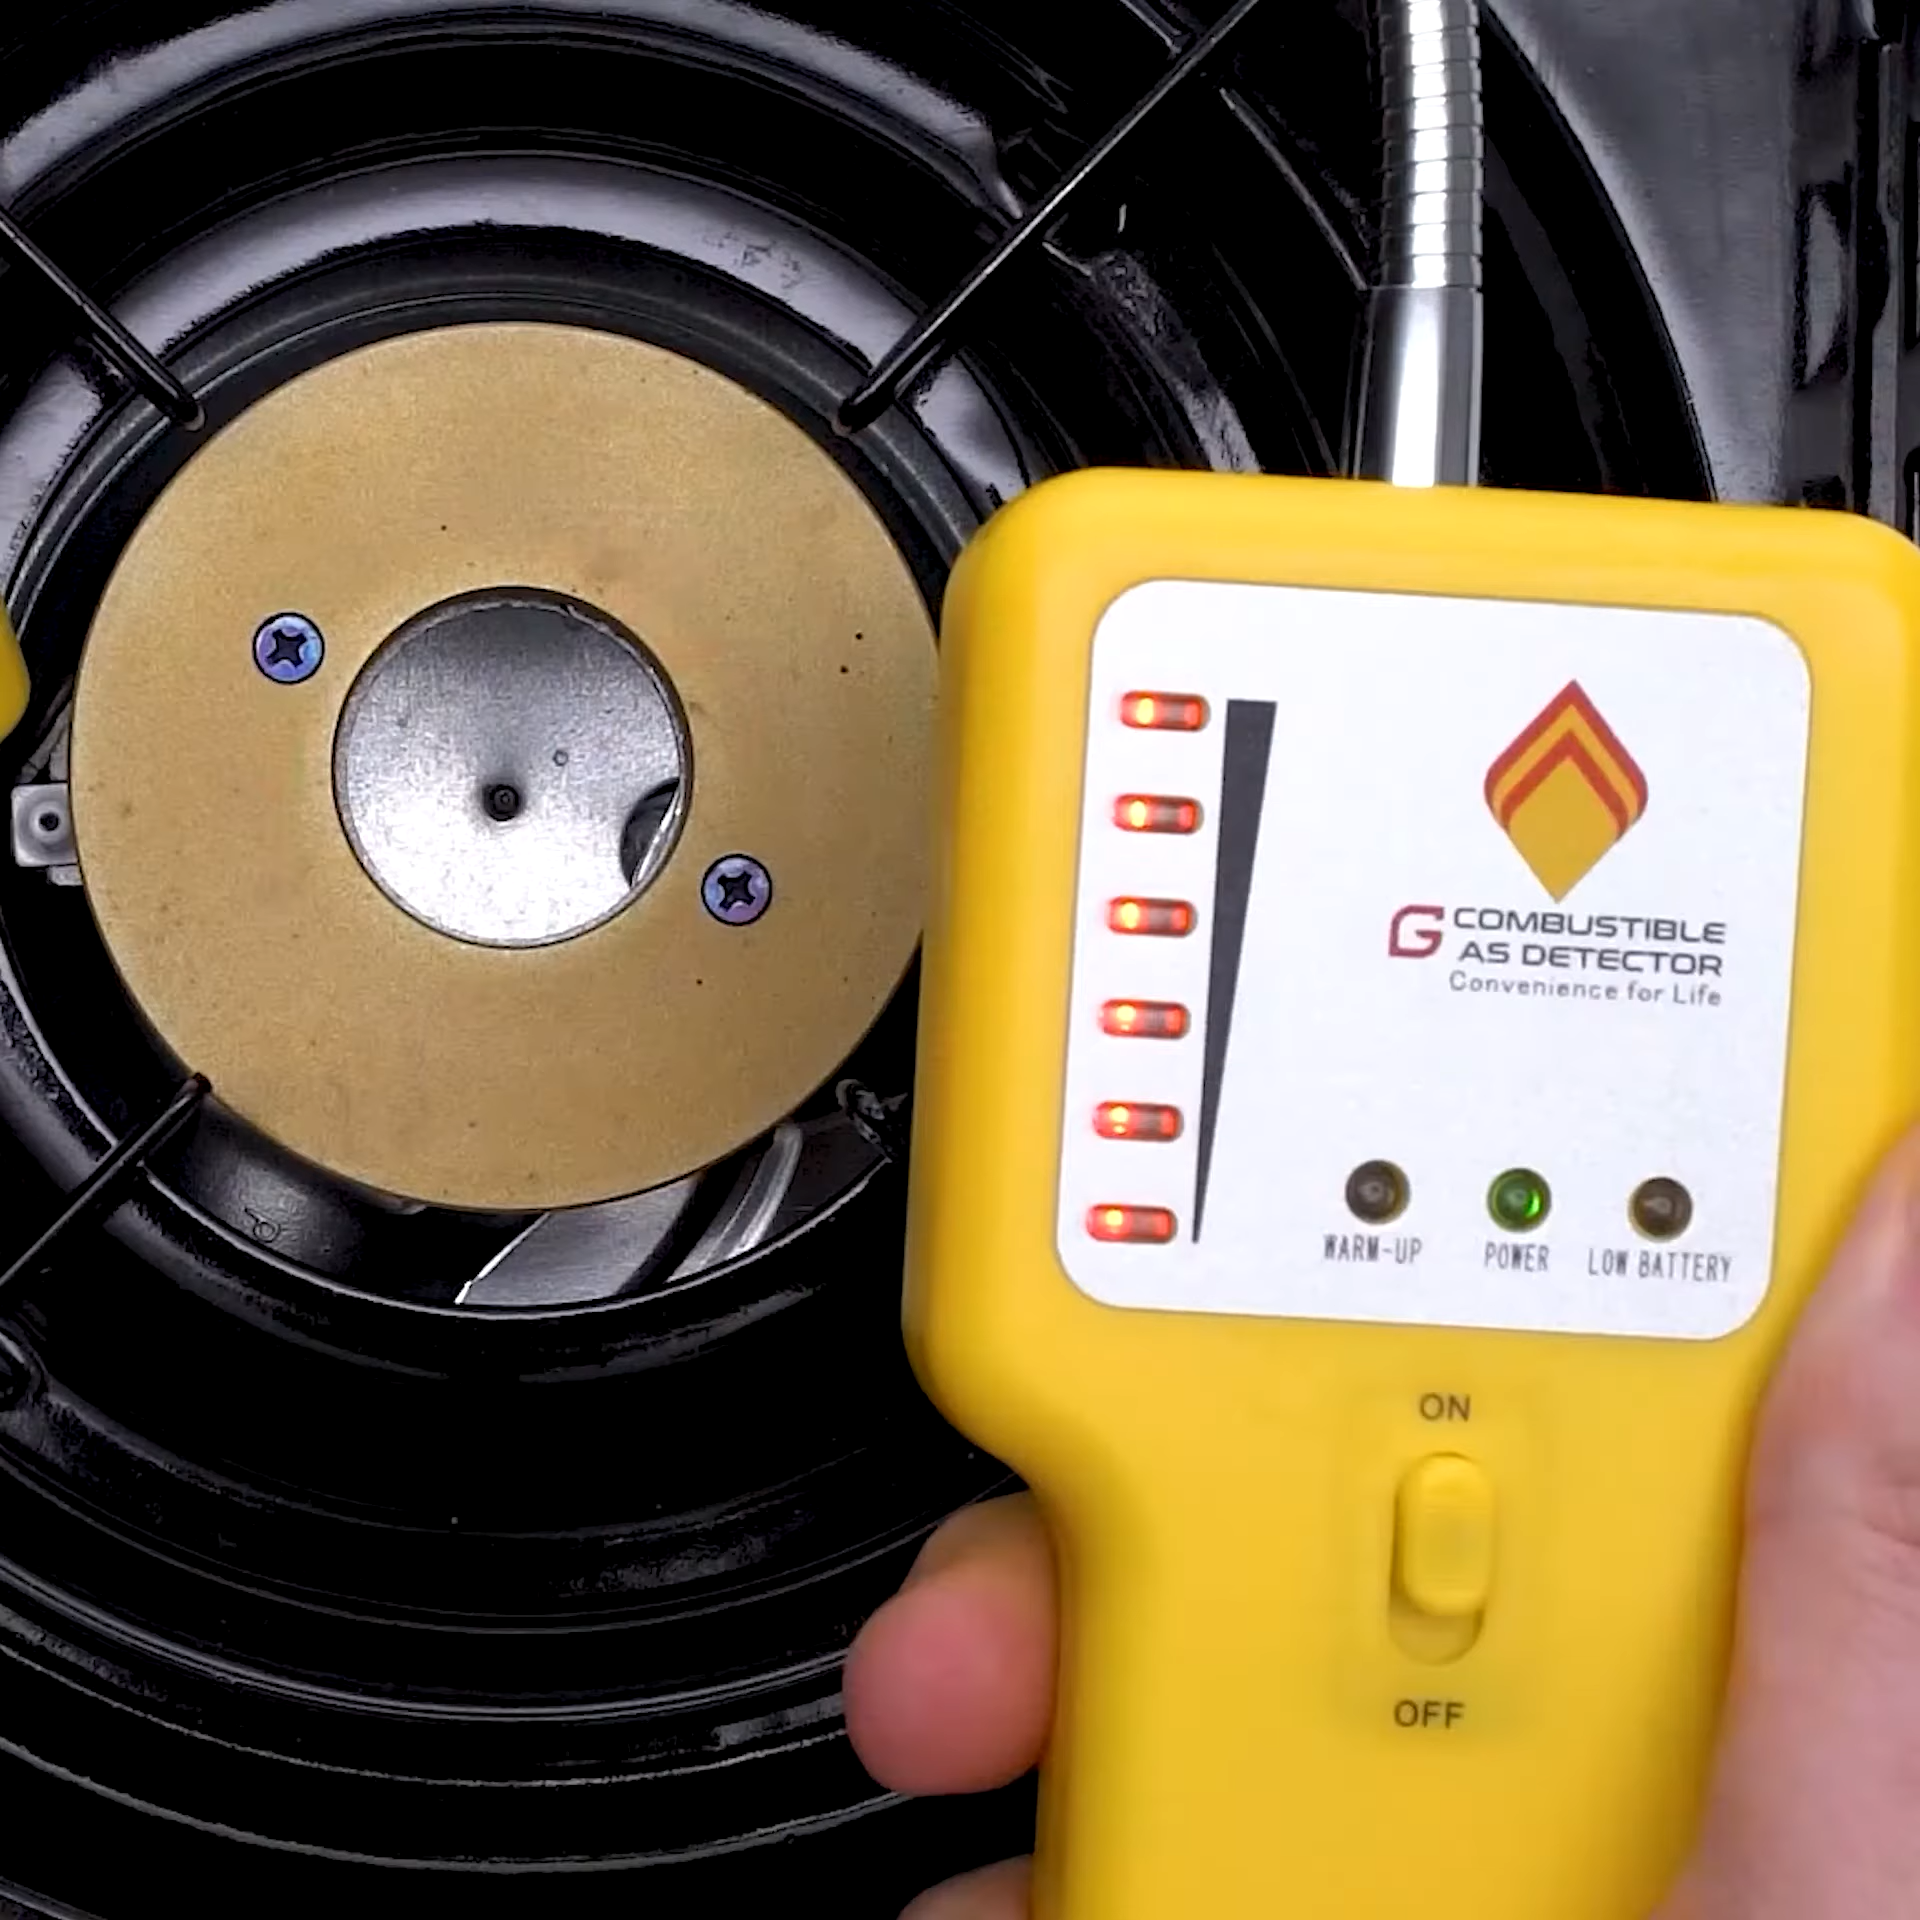 G COMBUSTIBLE
AS DETECTOR
Convenience for Life
WARM-UP POWER LOW BATTERY
ON
OFF